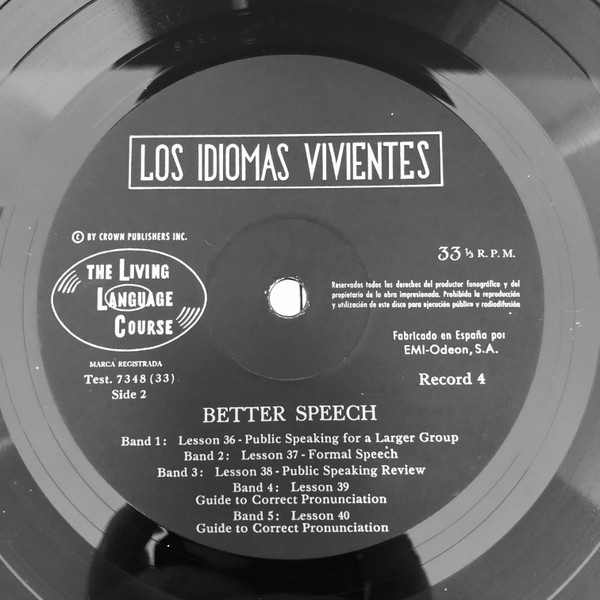 LOS IDIOMAS VIVIENTES
© BY CROWN PUBLISHERS INC.
THE LIVING
LANGUAGE
COURSE
MARCA REGISTRADA
Test. 7348 (33)
Side 2
33 ⅓ R.P.M.
Reservados todos los derechos del productor fonográfico y del
propietario de la obra impresionada. Prohibida la reproducción
y utilización de este disco para ejecución pública y radiodifusión
Fabricado en España por
EMI-Odeon, S.A.
Record 4
BETTER SPEECH
Band 1: Lesson 36 - Public Speaking for a Larger Group
Band 2: Lesson 37 - Formal Speech
Band 3: Lesson 38 - Public Speaking Review
Band 4: Lesson 39
Guide to Correct Pronunciation
Band 5: Lesson 40
Guide to Correct Pronunciation